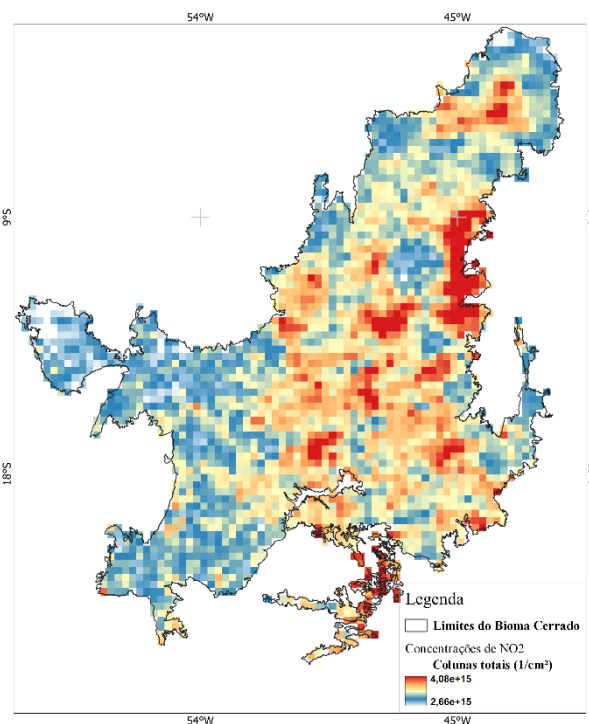 54°W 45°W
9°S
18°S
Legenda
Limites do Bioma Cerrado
Concentrações de NO2
Colunas totais (1/cm²)
4,08e+15
2,66e+15
54°W 45°W